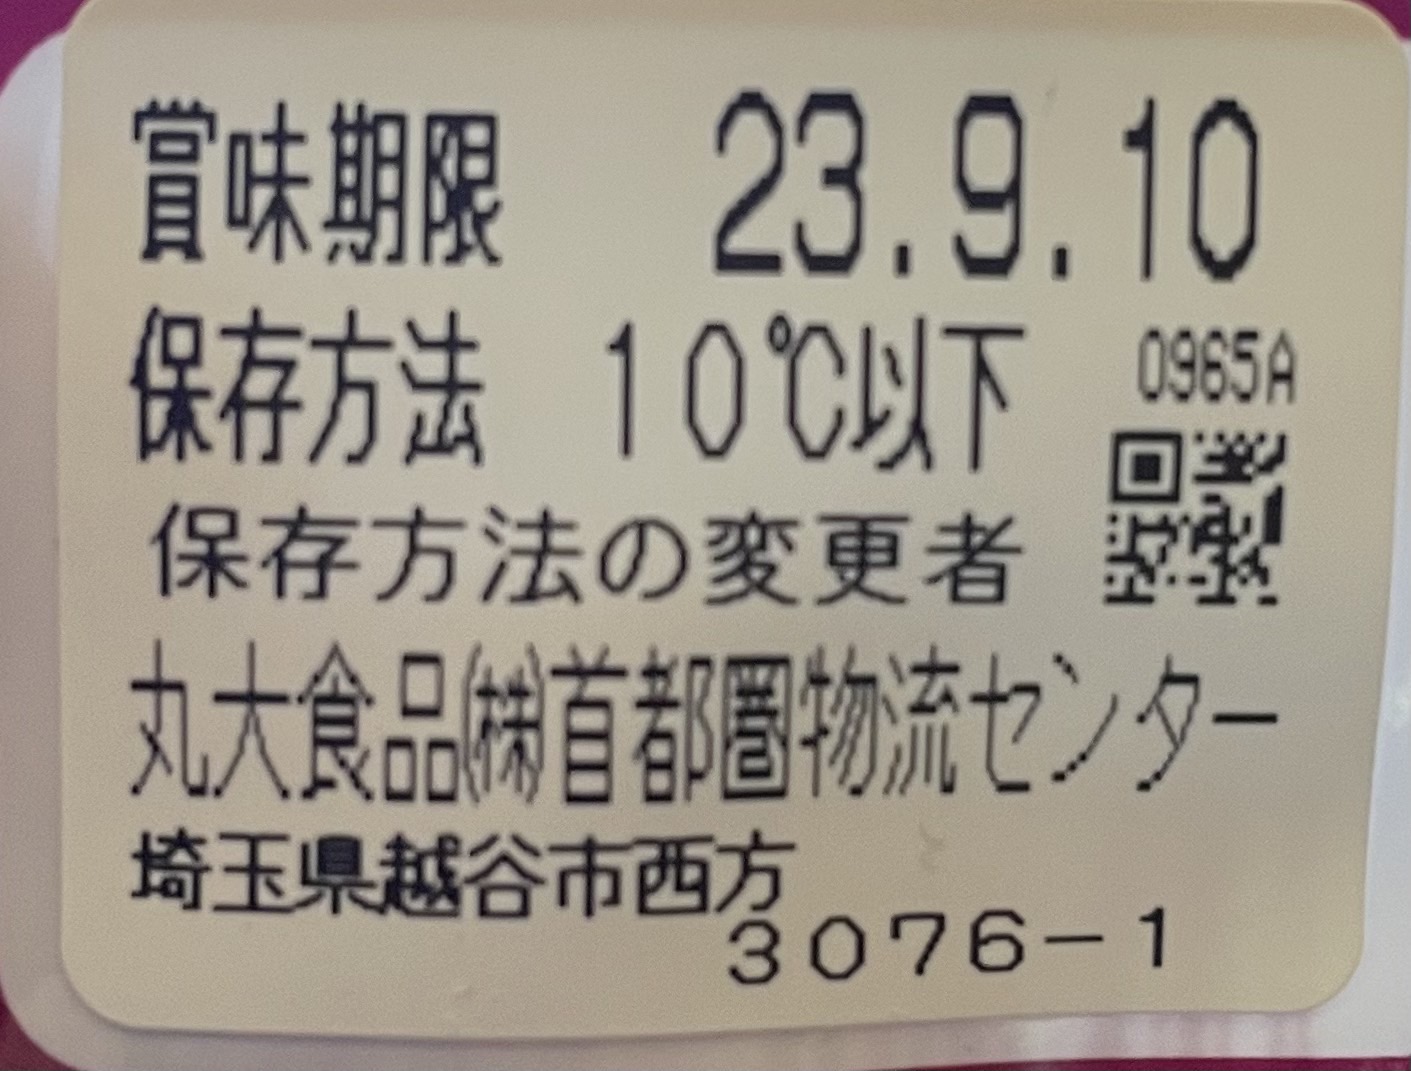 賞味期限 23.9.10
保存方法 10℃以下 0965A
保存方法の変更者
丸大食品㈱首都圏物流センター
埼玉県越谷市西方
3076-1